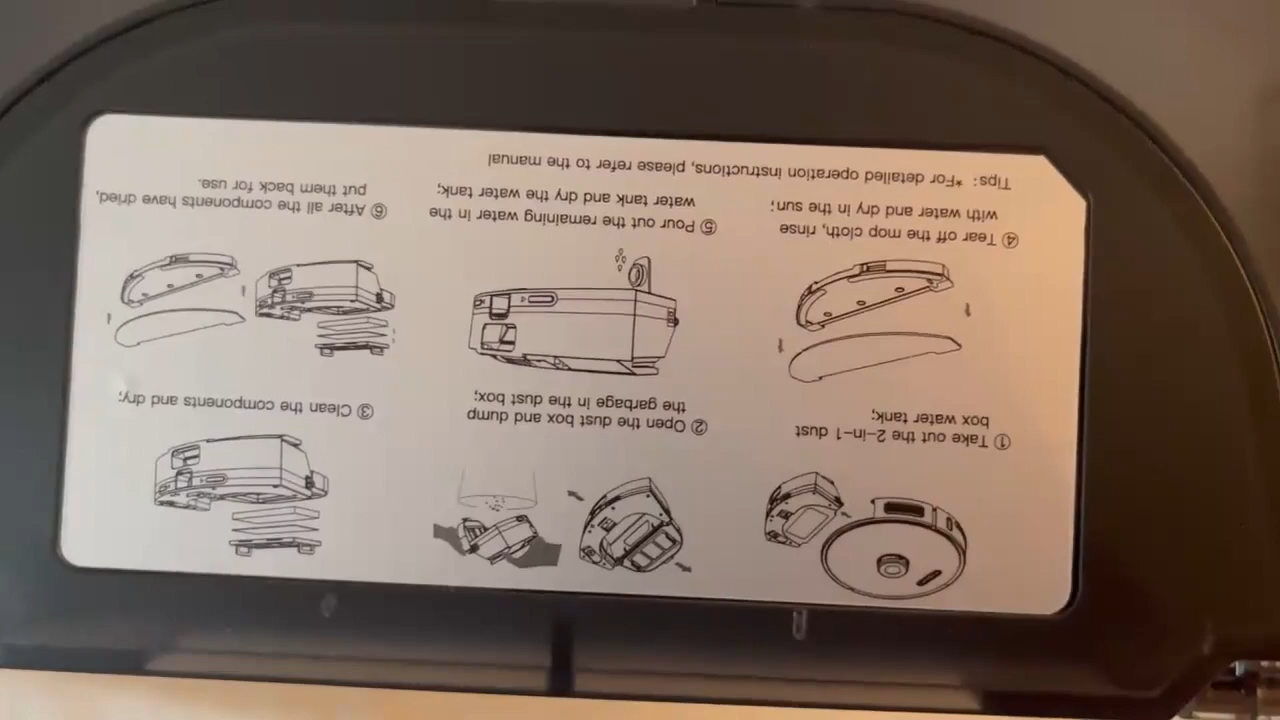 ① Take out the 2-in-1 dust
box water tank;
② Open the dust box and dump
the garbage in the dust box;
③ Clean the components and dry;
④ Tear off the mop cloth, rinse
with water and dry in the sun;
⑤ Pour out the remaining water in the
water tank and dry the water tank;
⑥ After all the components have dried,
put them back for use.
Tips: *For detailed operation instructions, please refer to the manual